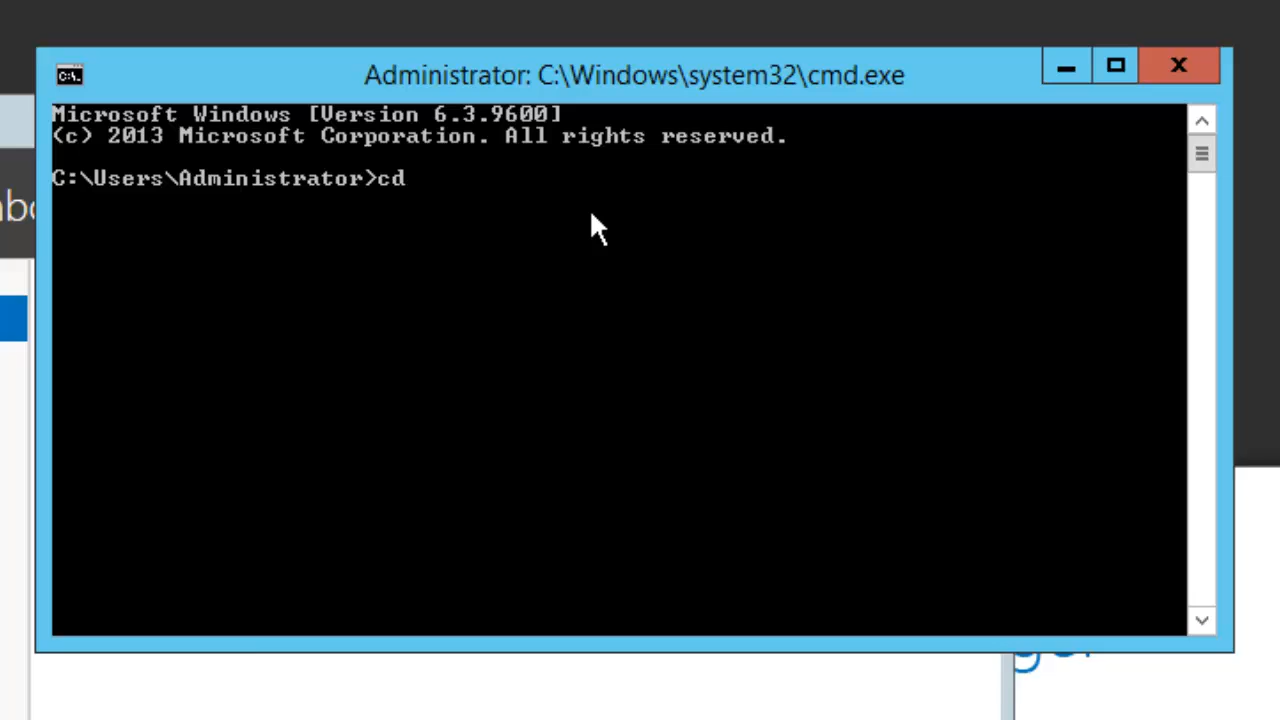 Administrator: C:\Windows\system32\cmd.exe
Microsoft Windows [Version 6.3.9600]
(c) 2013 Microsoft Corporation. All rights reserved.
C:\Users\Administrator>cd